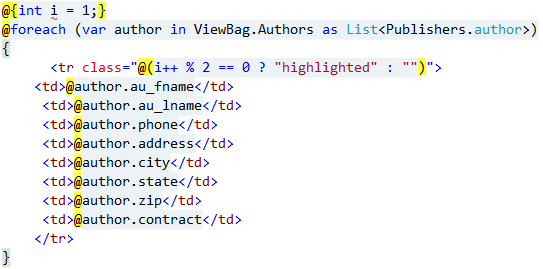 @{int i = 1;}
@foreach (var author in ViewBag.Authors as List<Publishers.author>)
{
<tr class="@(i++ % 2 == 0 ? "highlighted" : "")">
<td>@author.au_fname</td>
<td>@author.au_lname</td>
<td>@author.phone</td>
<td>@author.address</td>
<td>@author.city</td>
<td>@author.state</td>
<td>@author.zip</td>
<td>@author.contract</td>
</tr>
}